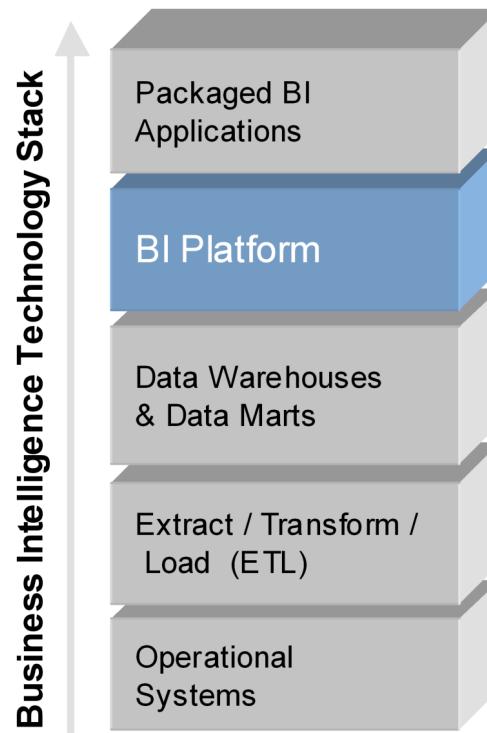 Business Intelligence Technology Stack
Packaged BI
Applications
BI Platform
Data Warehouses
& Data Marts
Extract / Transform /
Load (ETL)
Operational
Systems